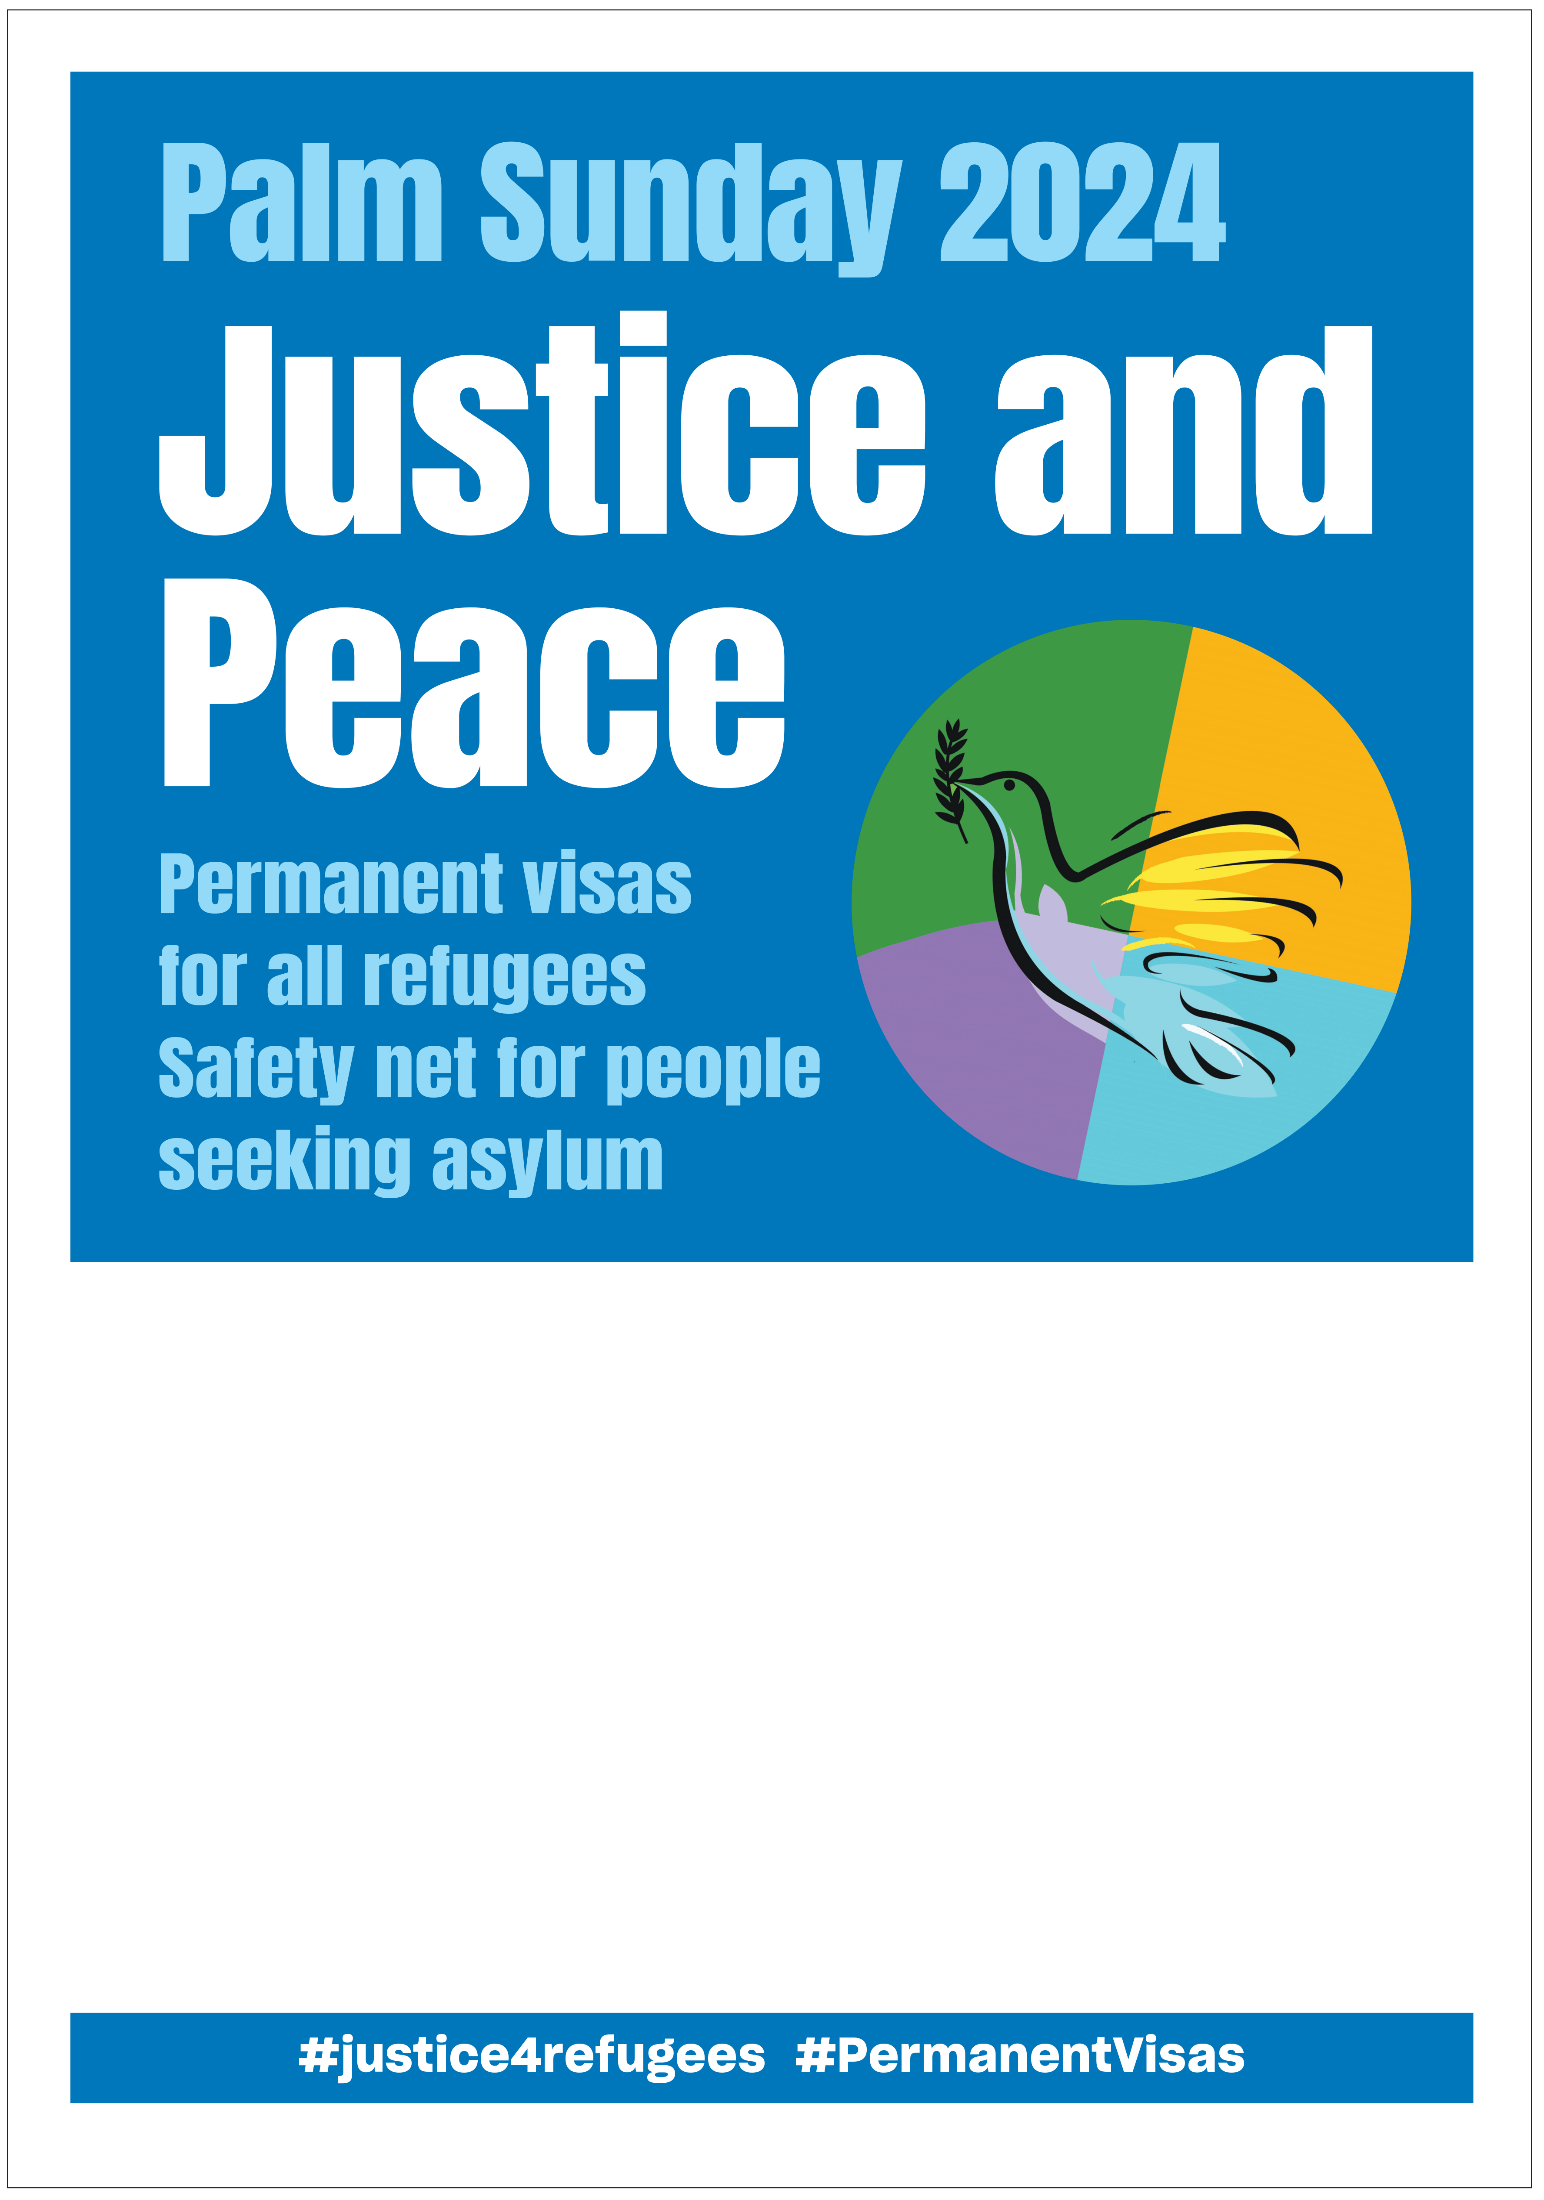 Palm Sunday 2024
Justice and
Peace
Permanent visas
for all refugees
Safety net for people
seeking asylum
#justice4refugees #PermanentVisas